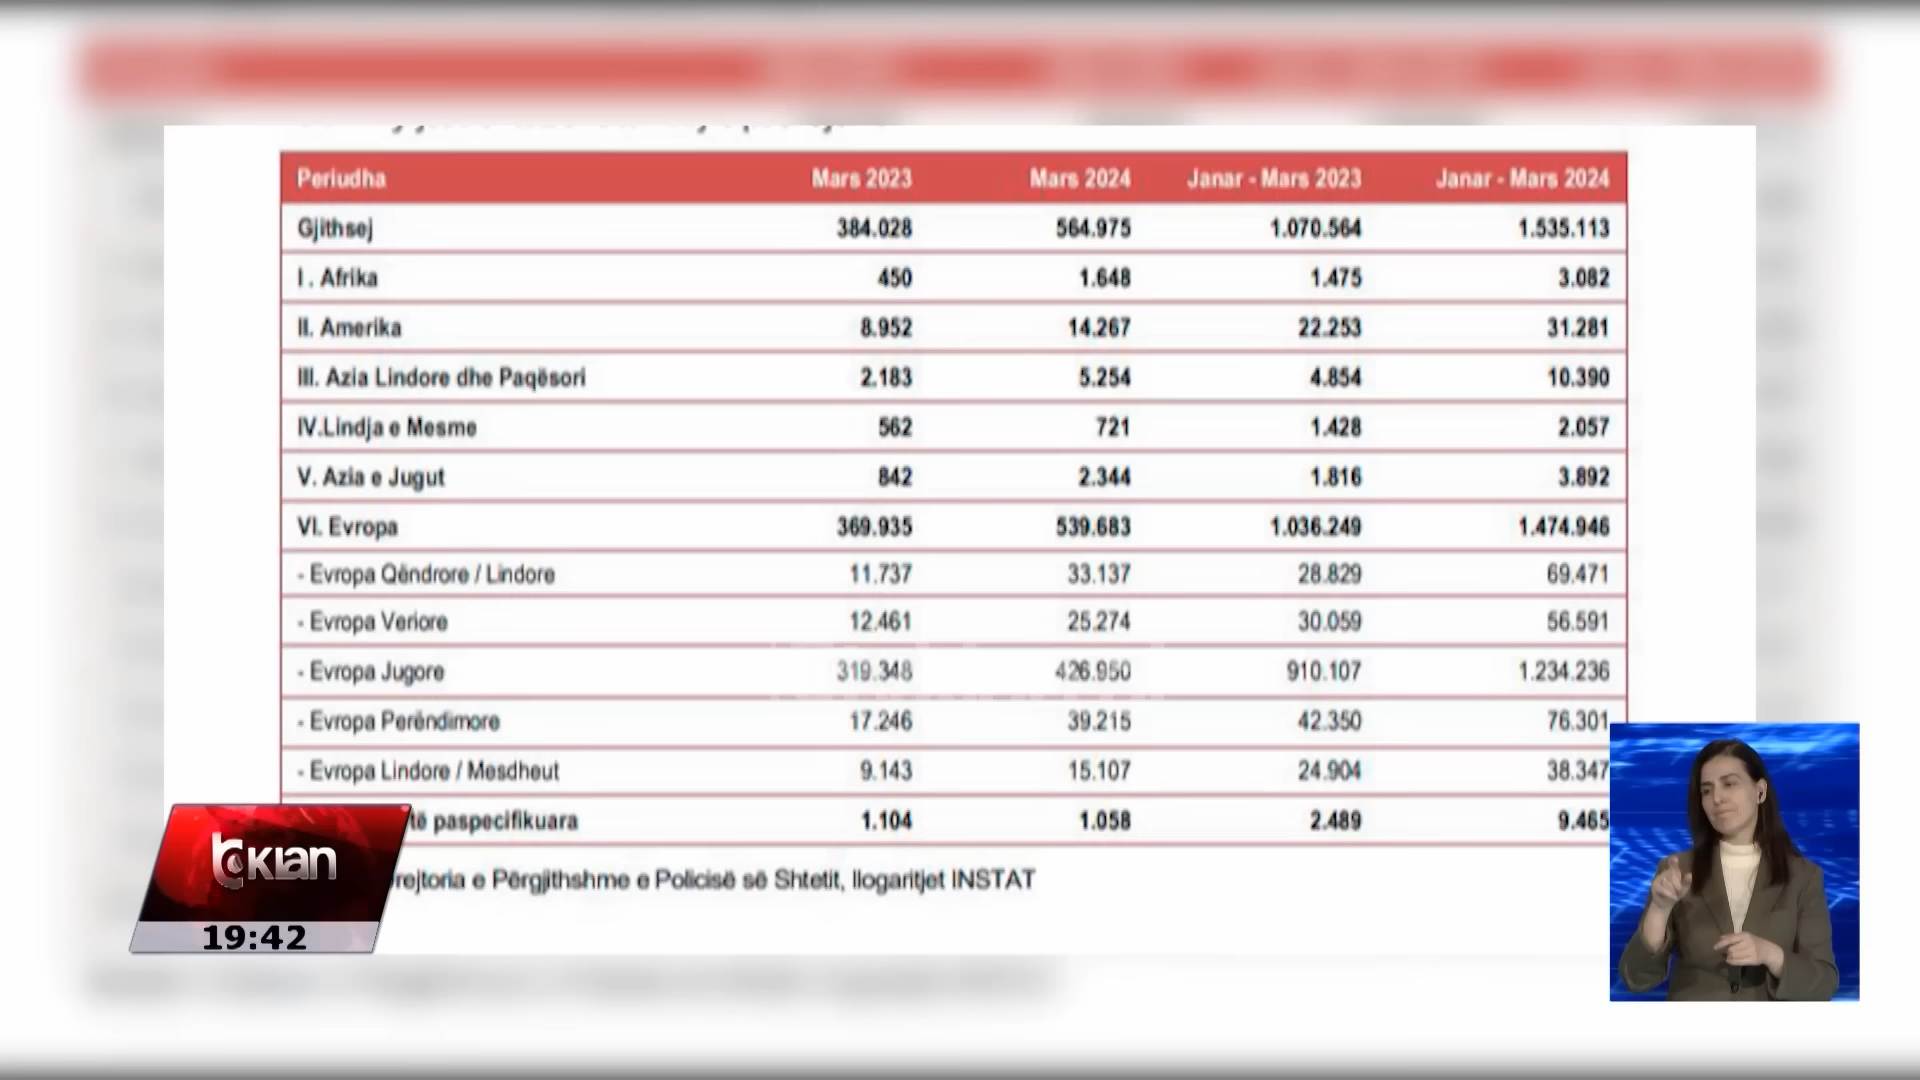 Periudha Mars 2023 Mars 2024 Janar - Mars 2023 Janar - Mars 2024
Gjithsej 384.028 564.975 1.070.564 1.535.113
I . Afrika 450 1.648 1.475 3.082
II. Amerika 8.952 14.267 22.253 31.281
III. Azia Lindore dhe Paqësori 2.183 5.254 4.854 10.390
IV.Lindja e Mesme 562 721 1.428 2.057
V. Azia e Jugut 842 2.344 1.816 3.892
VI. Evropa 369.935 539.683 1.036.249 1.474.946
- Evropa Qëndrore / Lindore 11.737 33.137 28.829 69.471
- Evropa Veriore 12.461 25.274 30.059 56.591
- Evropa Jugore 319.348 426.950 910.107 1.234.236
- Evropa Perëndimore 17.246 39.215 42.350 76.301
- Evropa Lindore / Mesdheut 9.143 15.107 24.904 38.347
të paspecifikuara 1.104 1.058 2.489 9.465
rejtoria e Përgjithshme e Policisë së Shtetit, llogaritjet INSTAT
KLAN
19:42